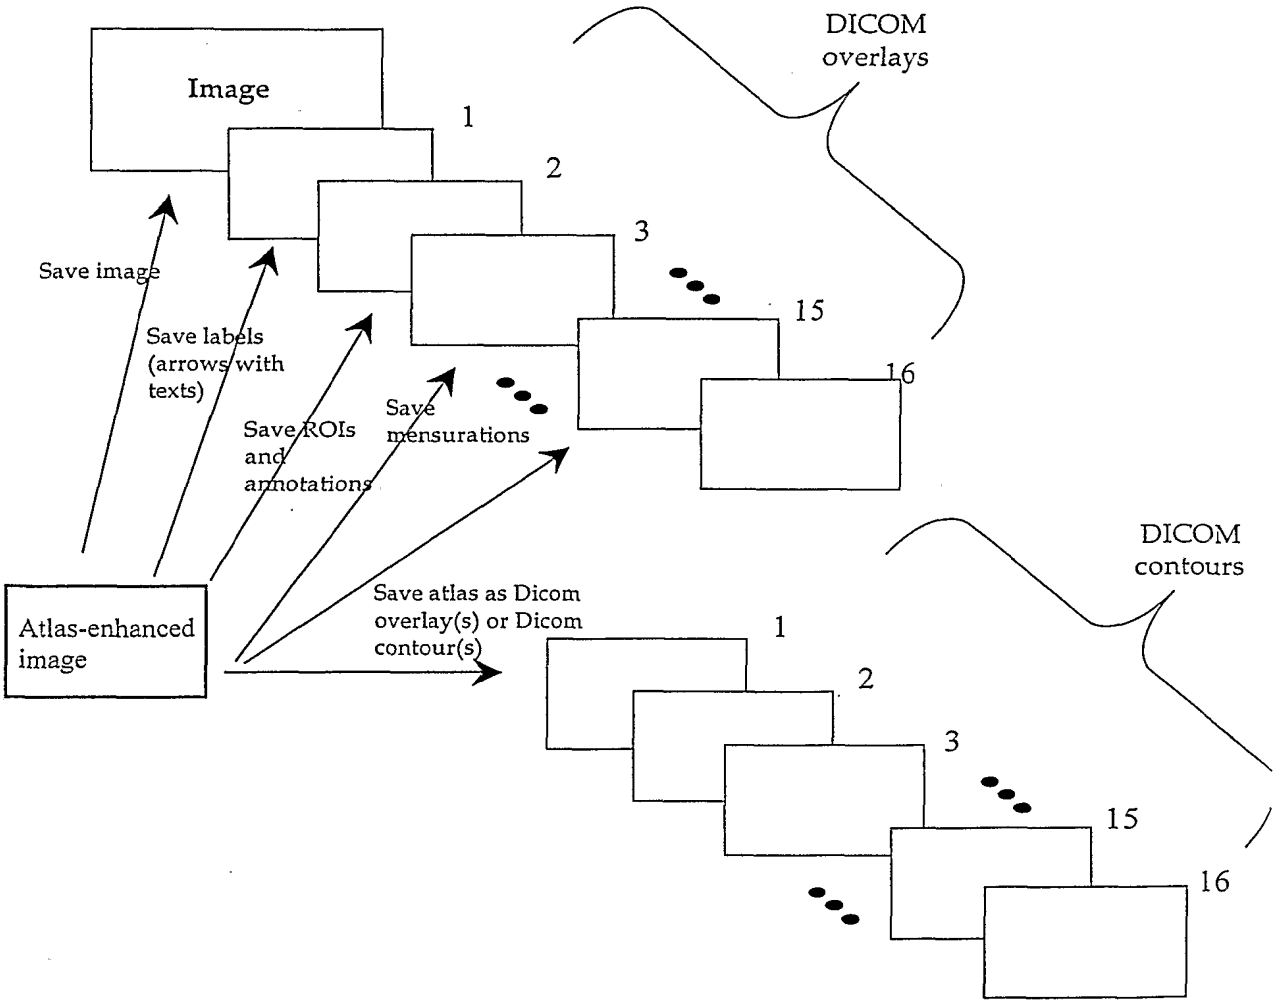 DICOM
overlays
Image
1
2
3
15
16
Save image
Save labels
(arrows with
texts)
Save ROIs
and
annotations
Save
mensurations
Atlas-enhanced
image
Save atlas as Dicom
overlay(s) or Dicom
contour(s)
DICOM
contours
1
2
3
15
16